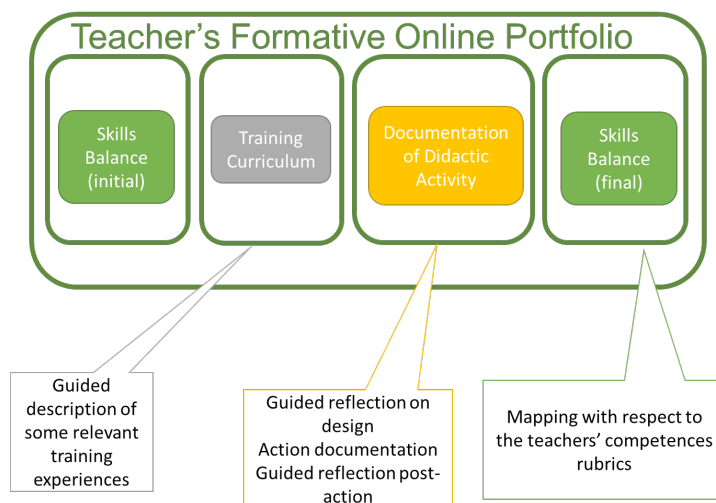 Teacher's Formative Online Portfolio
Skills
Balance
(initial)
Training
Curriculum
Documentation
of Didactic
Activity
Skills
Balance
(final)
Guided
description of
some relevant
training
experiences
Guided reflection on
design
Action documentation
Guided reflection post-
action
Mapping with respect to
the teachers' competences
rubrics